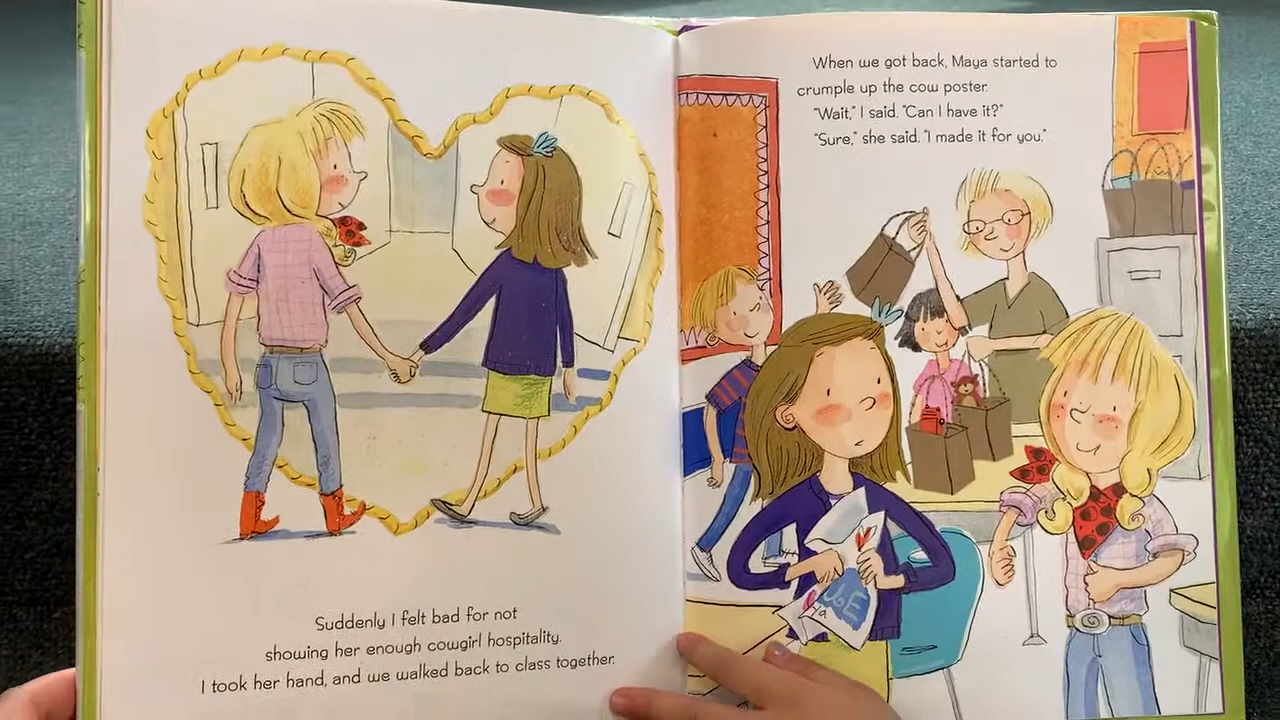 Suddenly I felt bad for not
showing her enough cowgirl hospitality.
I took her hand, and we walked back to class together.
When we got back, Maya started to
crumple up the cow poster.
"Wait," I said. "Can I have it?"
"Sure," she said. "I made it for you."